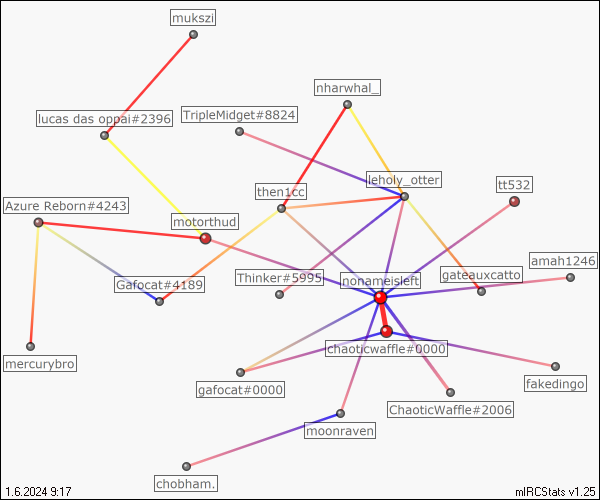 mukszi
nharwhal_
lucas das oppai#2396
TripleMidget#8824
leholy_otter
tt532
then1cc
Azure Reborn#4243
motorthud
amah1246
Thinker#5995
nonameisleft
gateauxcatto
Gafocat#4189
chaoticwaffle#0000
mercurybro
gafocat#0000
fakedingo
ChaoticWaffle#2006
moonraven
chobham.
1.6.2024 9:17
mIRCStats v1.25